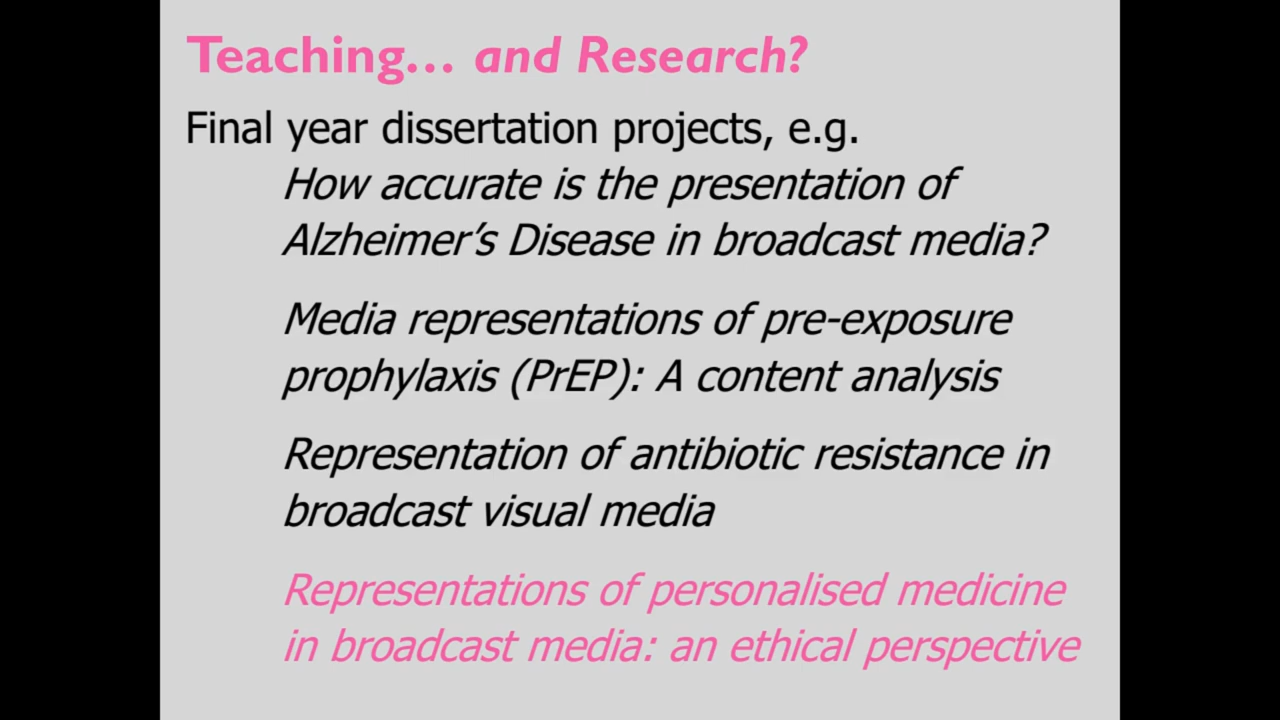 Teaching... and Research?
Final year dissertation projects, e.g.
How accurate is the presentation of
Alzheimer’s Disease in broadcast media?
Media representations of pre-exposure
prophylaxis (PrEP): A content analysis
Representation of antibiotic resistance in
broadcast visual media
Representations of personalised medicine
in broadcast media: an ethical perspective